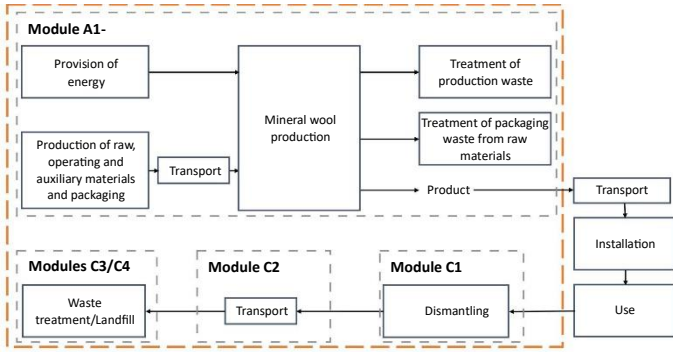 Module A1-
Provision of
energy
Mineral wool
production
Treatment of
production waste
Production of raw,
operating and
auxiliary materials
and packaging
Transport
Treatment of packaging
waste from raw
materials
Product
Transport
Installation
Use
Modules C3/C4
Waste
treatment/Landfill
Module C2
Transport
Module C1
Dismantling